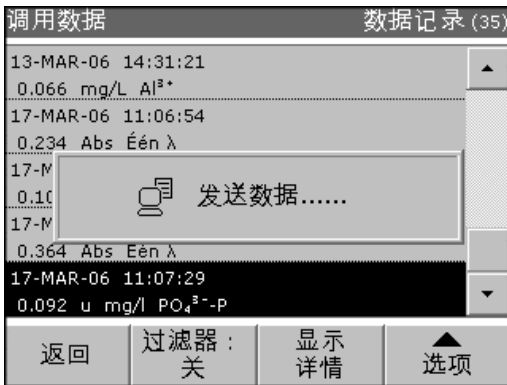 调用数据 数据记录 (35)
13-MAR-06 14:31:21
0.066 mg/L Al³⁺
17-MAR-06 11:06:54
0.234 Abs Één λ
发送数据......
0.364 Abs Één λ
17-MAR-06 11:07:29
0.092 u mg/l PO₄³⁻-P
返回
过滤器：
关
显示
详情
选项